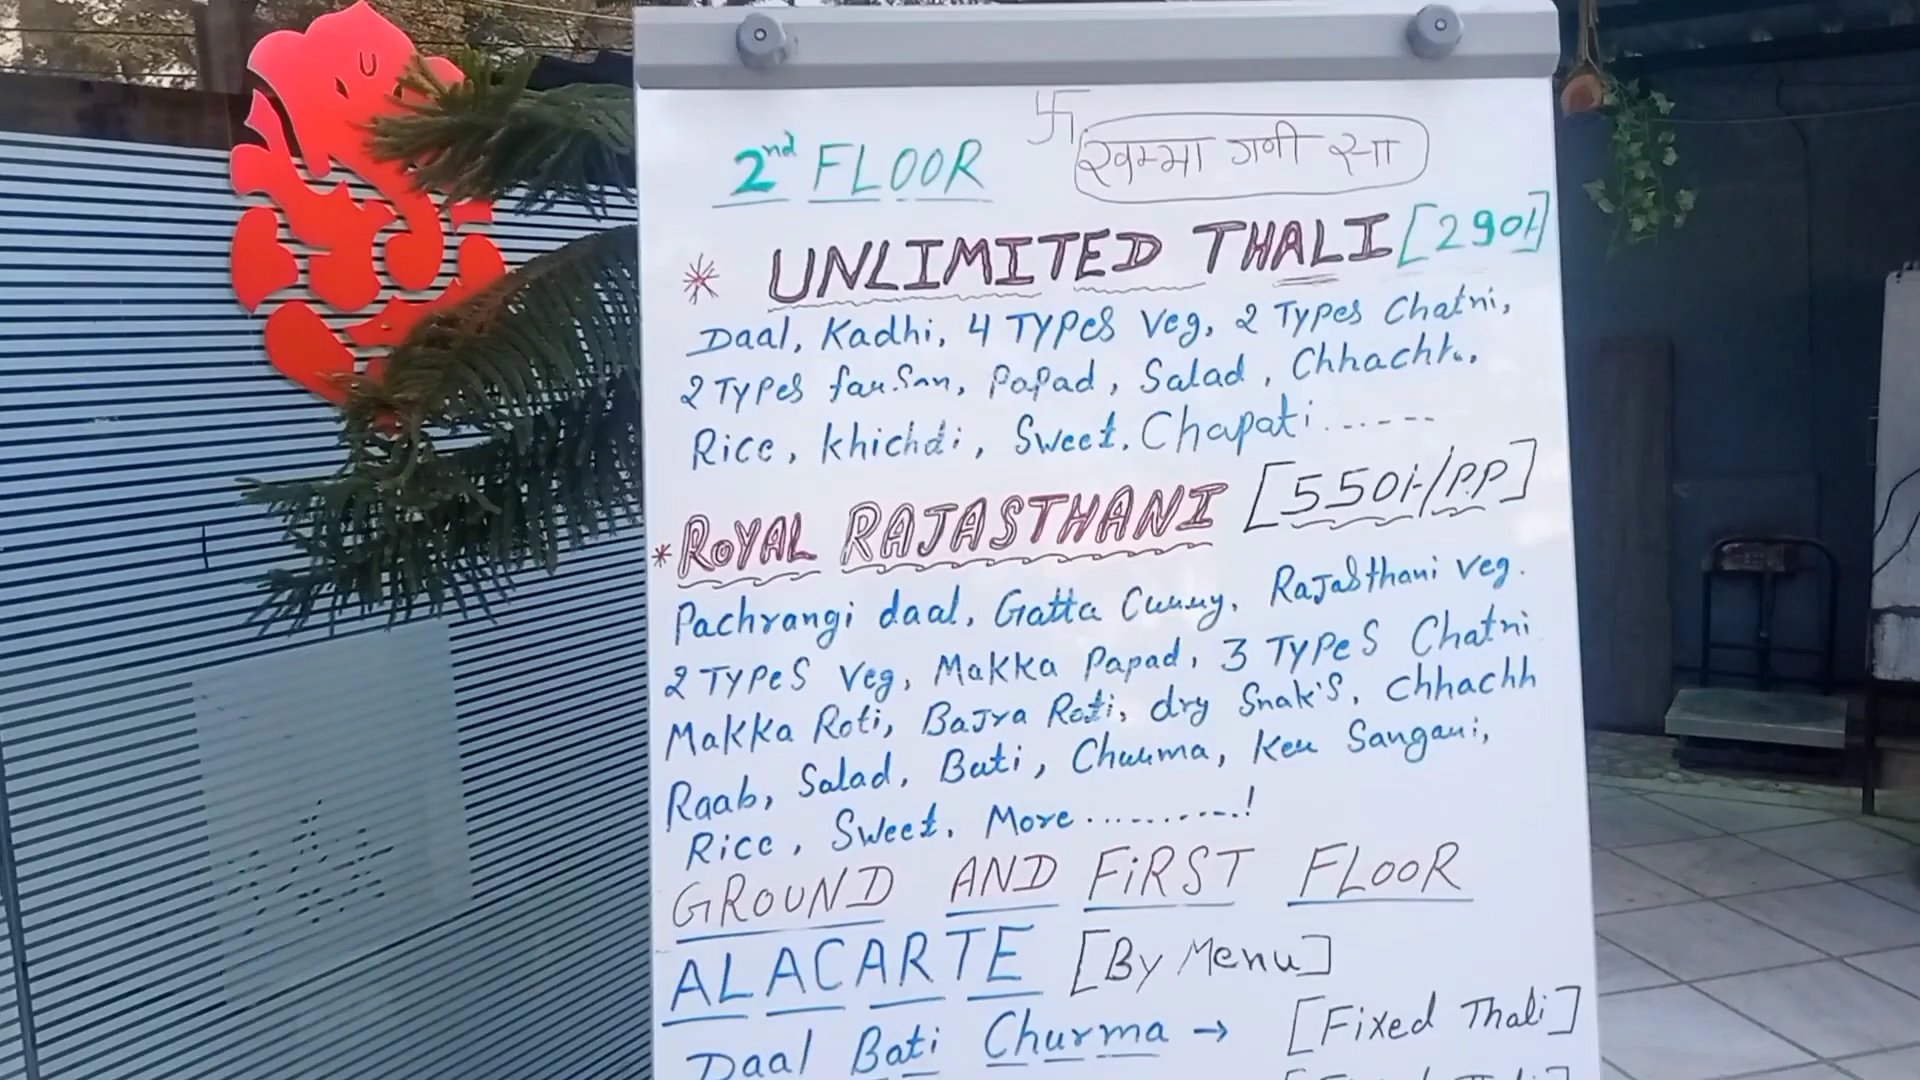 2nd FLOOR
खम्मा गणी सा
* UNLIMITED THALI [290/-]
Daal, Kadhi, 4 Types Veg, 2 Types Chatni,
2 Types farsan, Papad, Salad, Chhachh,
Rice, Khichdi, Sweet, Chapati......
* ROYAL RAJASTHANI [550/-/P.P]
Pachrangi daal, Gatta Curry, Rajasthani veg.
2 Types Veg, Makka Papad, 3 Types Chatni
Makka Roti, Bajra Roti, dry Snak's, Chhachh
Raab, Salad, Bati, Churma, Ker Sangari,
Rice, Sweet, More...........!
GROUND AND FiRST FLOOR
ALACARTE [By Menu]
Daal Bati Churma → [Fixed Thali]